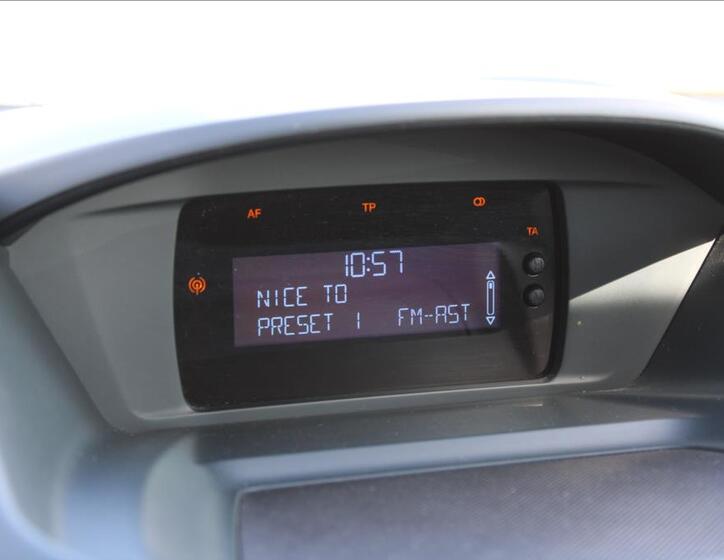 AF TP TA
10:57
NICE TO
PRESET 1 FM-AST